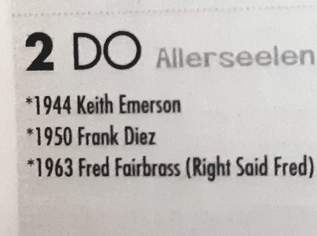 2 DO Allerseelen
*1944 Keith Emerson
*1950 Frank Diez
*1963 Fred Fairbrass (Right Said Fred)